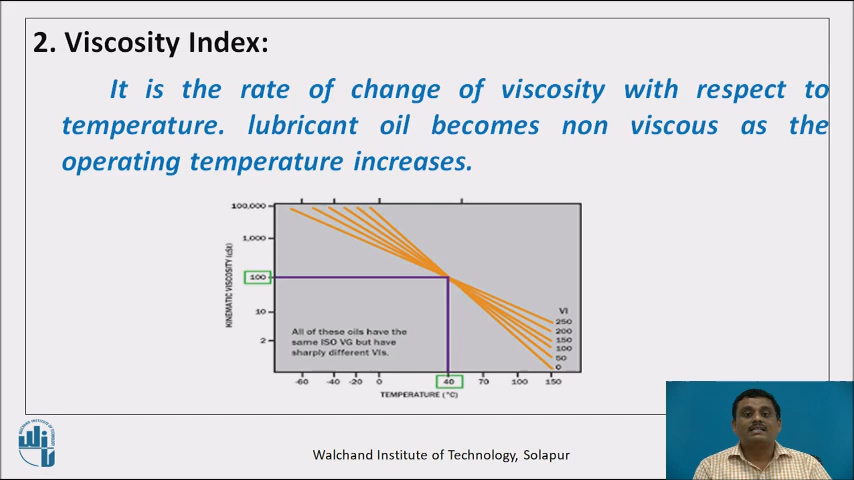 2. Viscosity Index:
It is the rate of change of viscosity with respect to
temperature. lubricant oil becomes non viscous as the
operating temperature increases.
100,000
1,000
100
10
2
KINEMATIC VISCOSITY (cSt)
All of these oils have the
same ISO VG but have
sharply different VIs.
VI
250
200
150
100
50
0
-60 -40 -20 0 40 70 100 150
TEMPERATURE (°C)
Walchand Institute of Technology, Solapur